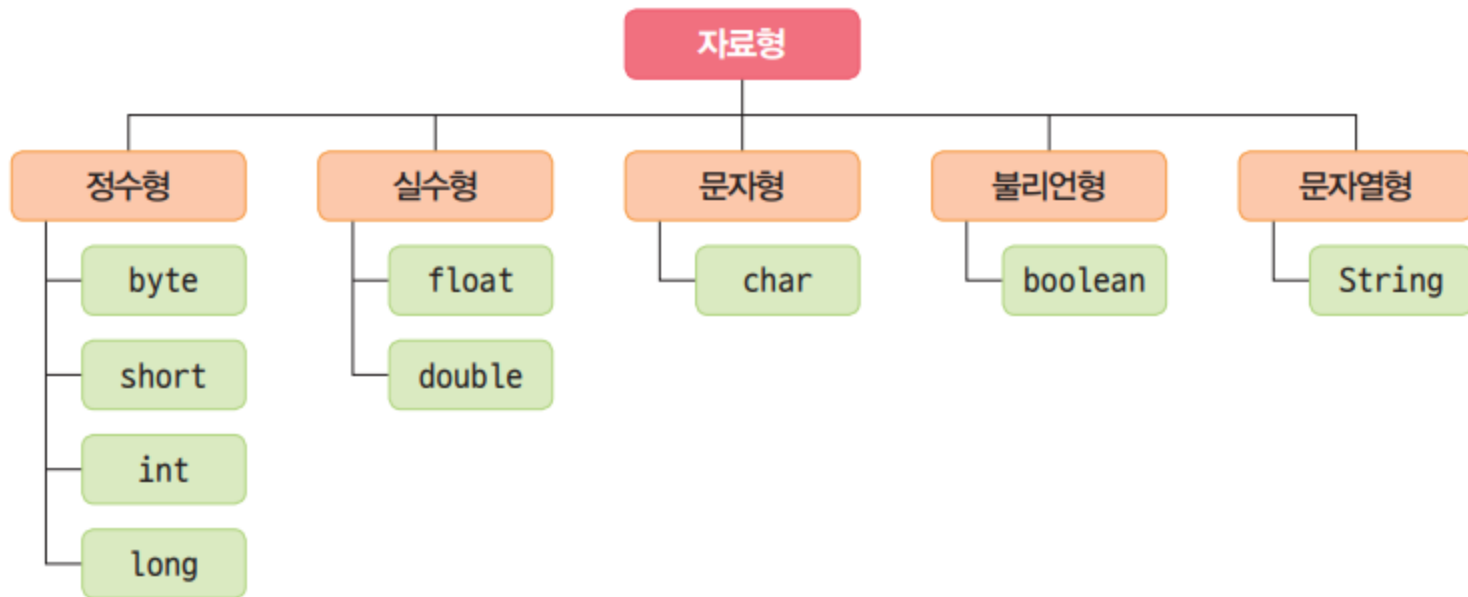 자료형
정수형
실수형
문자형
불리언형
문자열형
byte
float
char
boolean
String
short
double
int
long